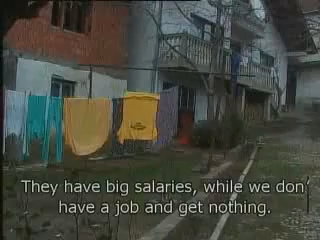 They have big salaries, while we don'
have a job and get nothing.